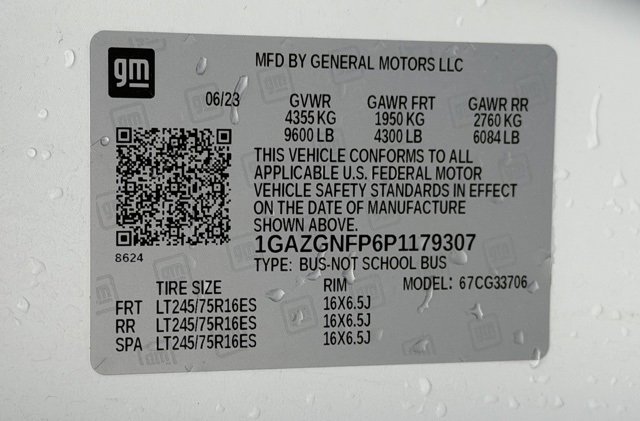 gm
MFD BY GENERAL MOTORS LLC
06/23 GVWR GAWR FRT GAWR RR
4355 KG 1950 KG 2760 KG
9600 LB 4300 LB 6084 LB
THIS VEHICLE CONFORMS TO ALL
APPLICABLE U.S. FEDERAL MOTOR
VEHICLE SAFETY STANDARDS IN EFFECT
ON THE DATE OF MANUFACTURE
SHOWN ABOVE.
1GAZGNFP6P1179307
8624
TYPE: BUS-NOT SCHOOL BUS
TIRE SIZE RIM MODEL: 67CG33706
FRT LT245/75R16ES 16X6.5J
RR LT245/75R16ES 16X6.5J
SPA LT245/75R16ES 16X6.5J